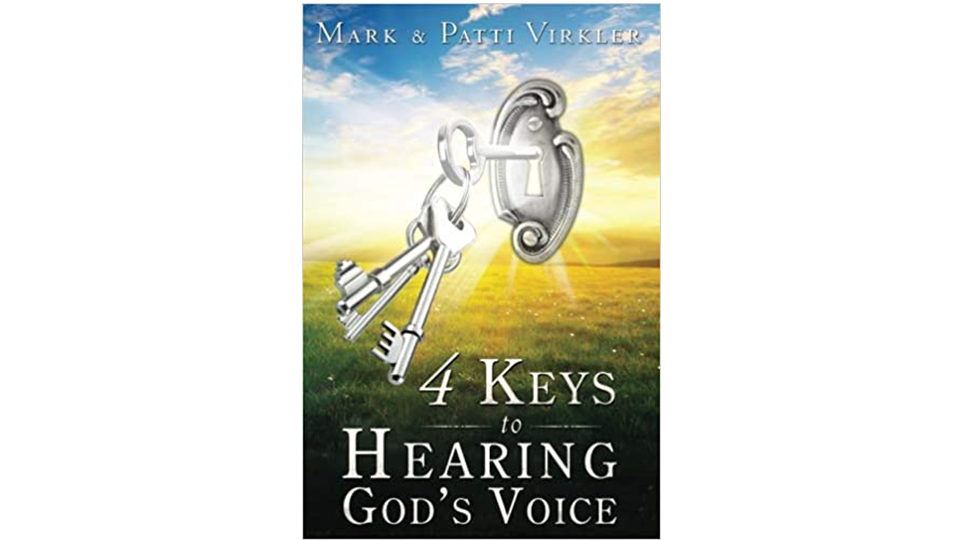 MARK & PATTI VIRKLER
4 KEYS
to
HEARING
GOD'S VOICE